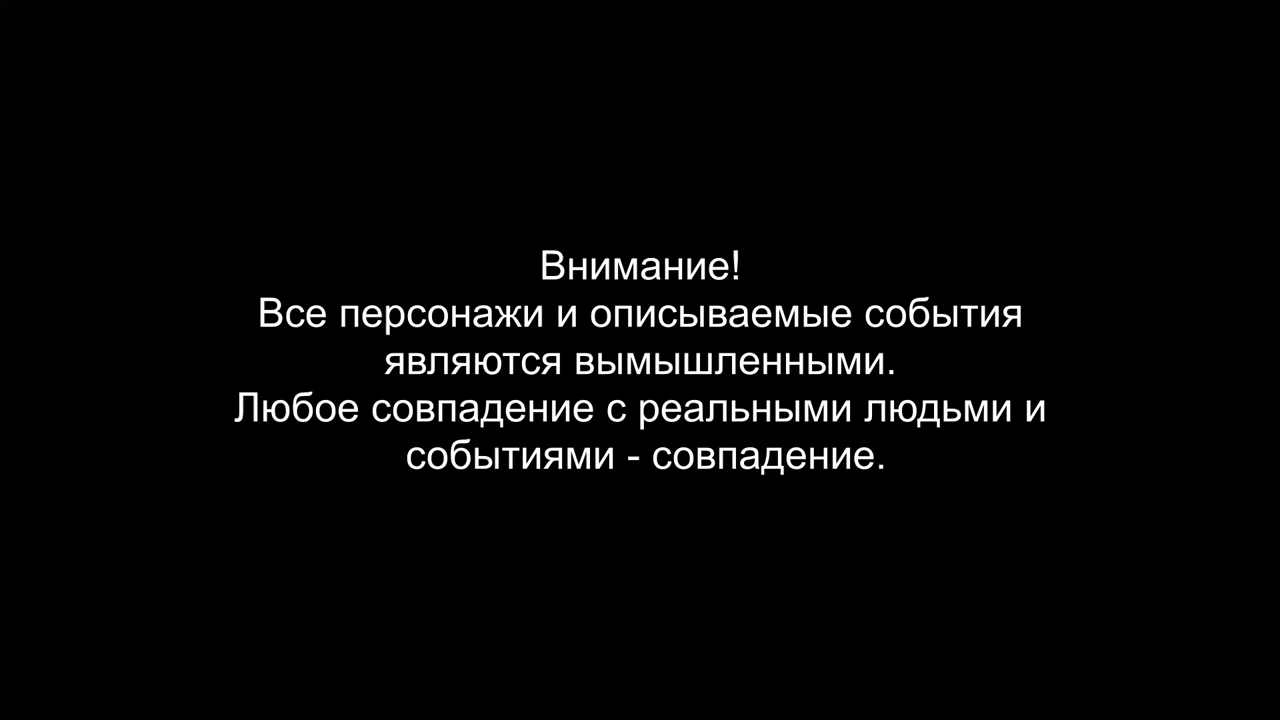 Внимание!
Все персонажи и описываемые события
являются вымышленными.
Любое совпадение с реальными людьми и
событиями - совпадение.